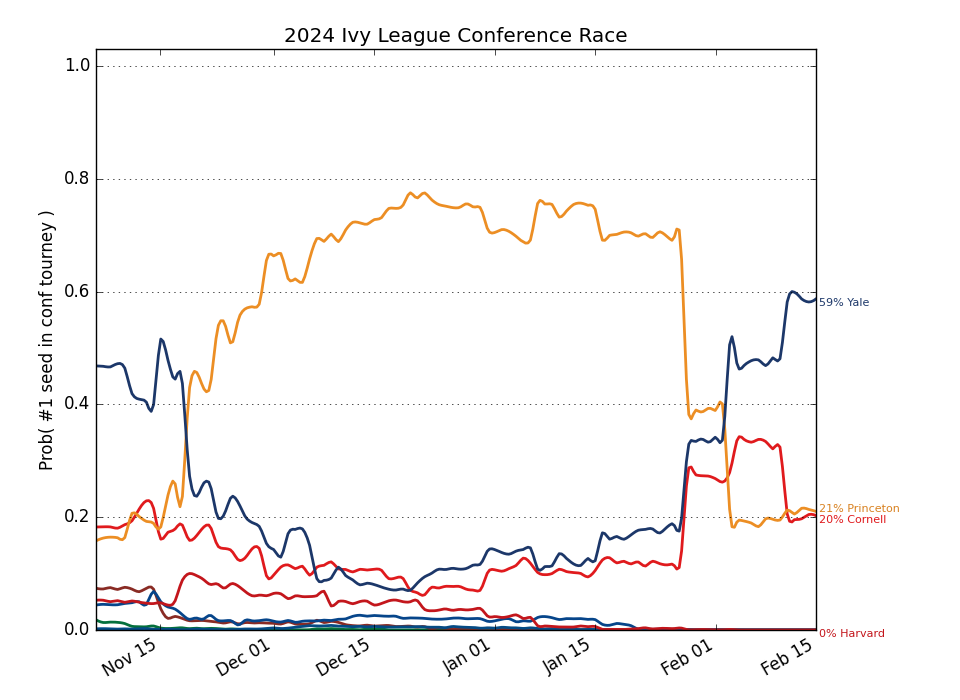 2024 Ivy League Conference Race
Prob( #1 seed in conf tourney )
1.0
0.8
0.6
0.4
0.2
0.0
59% Yale
21% Princeton
20% Cornell
0% Harvard
Nov 15
Dec 01
Dec 15
Jan 01
Jan 15
Feb 01
Feb 15